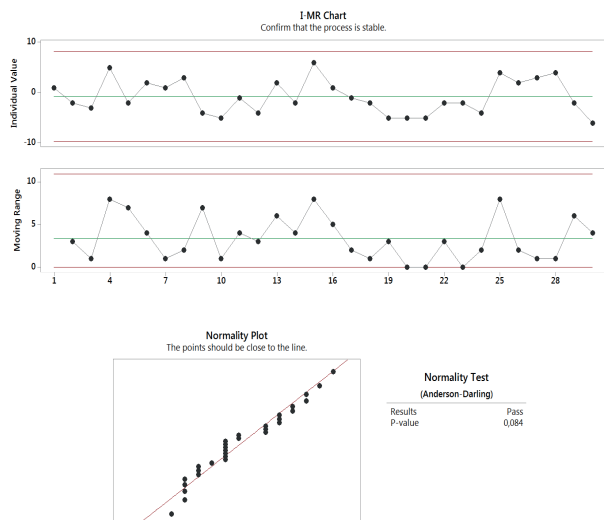 I-MR Chart
Confirm that the process is stable.
10
0
-10
Individual Value
10
5
0
Moving Range
1 4 7 10 13 16 19 22 25 28
Normality Plot
The points should be close to the line.
Normality Test
(Anderson-Darling)
Results Pass
P-value 0,084